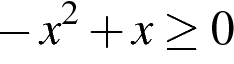 −x² + x ≥ 0